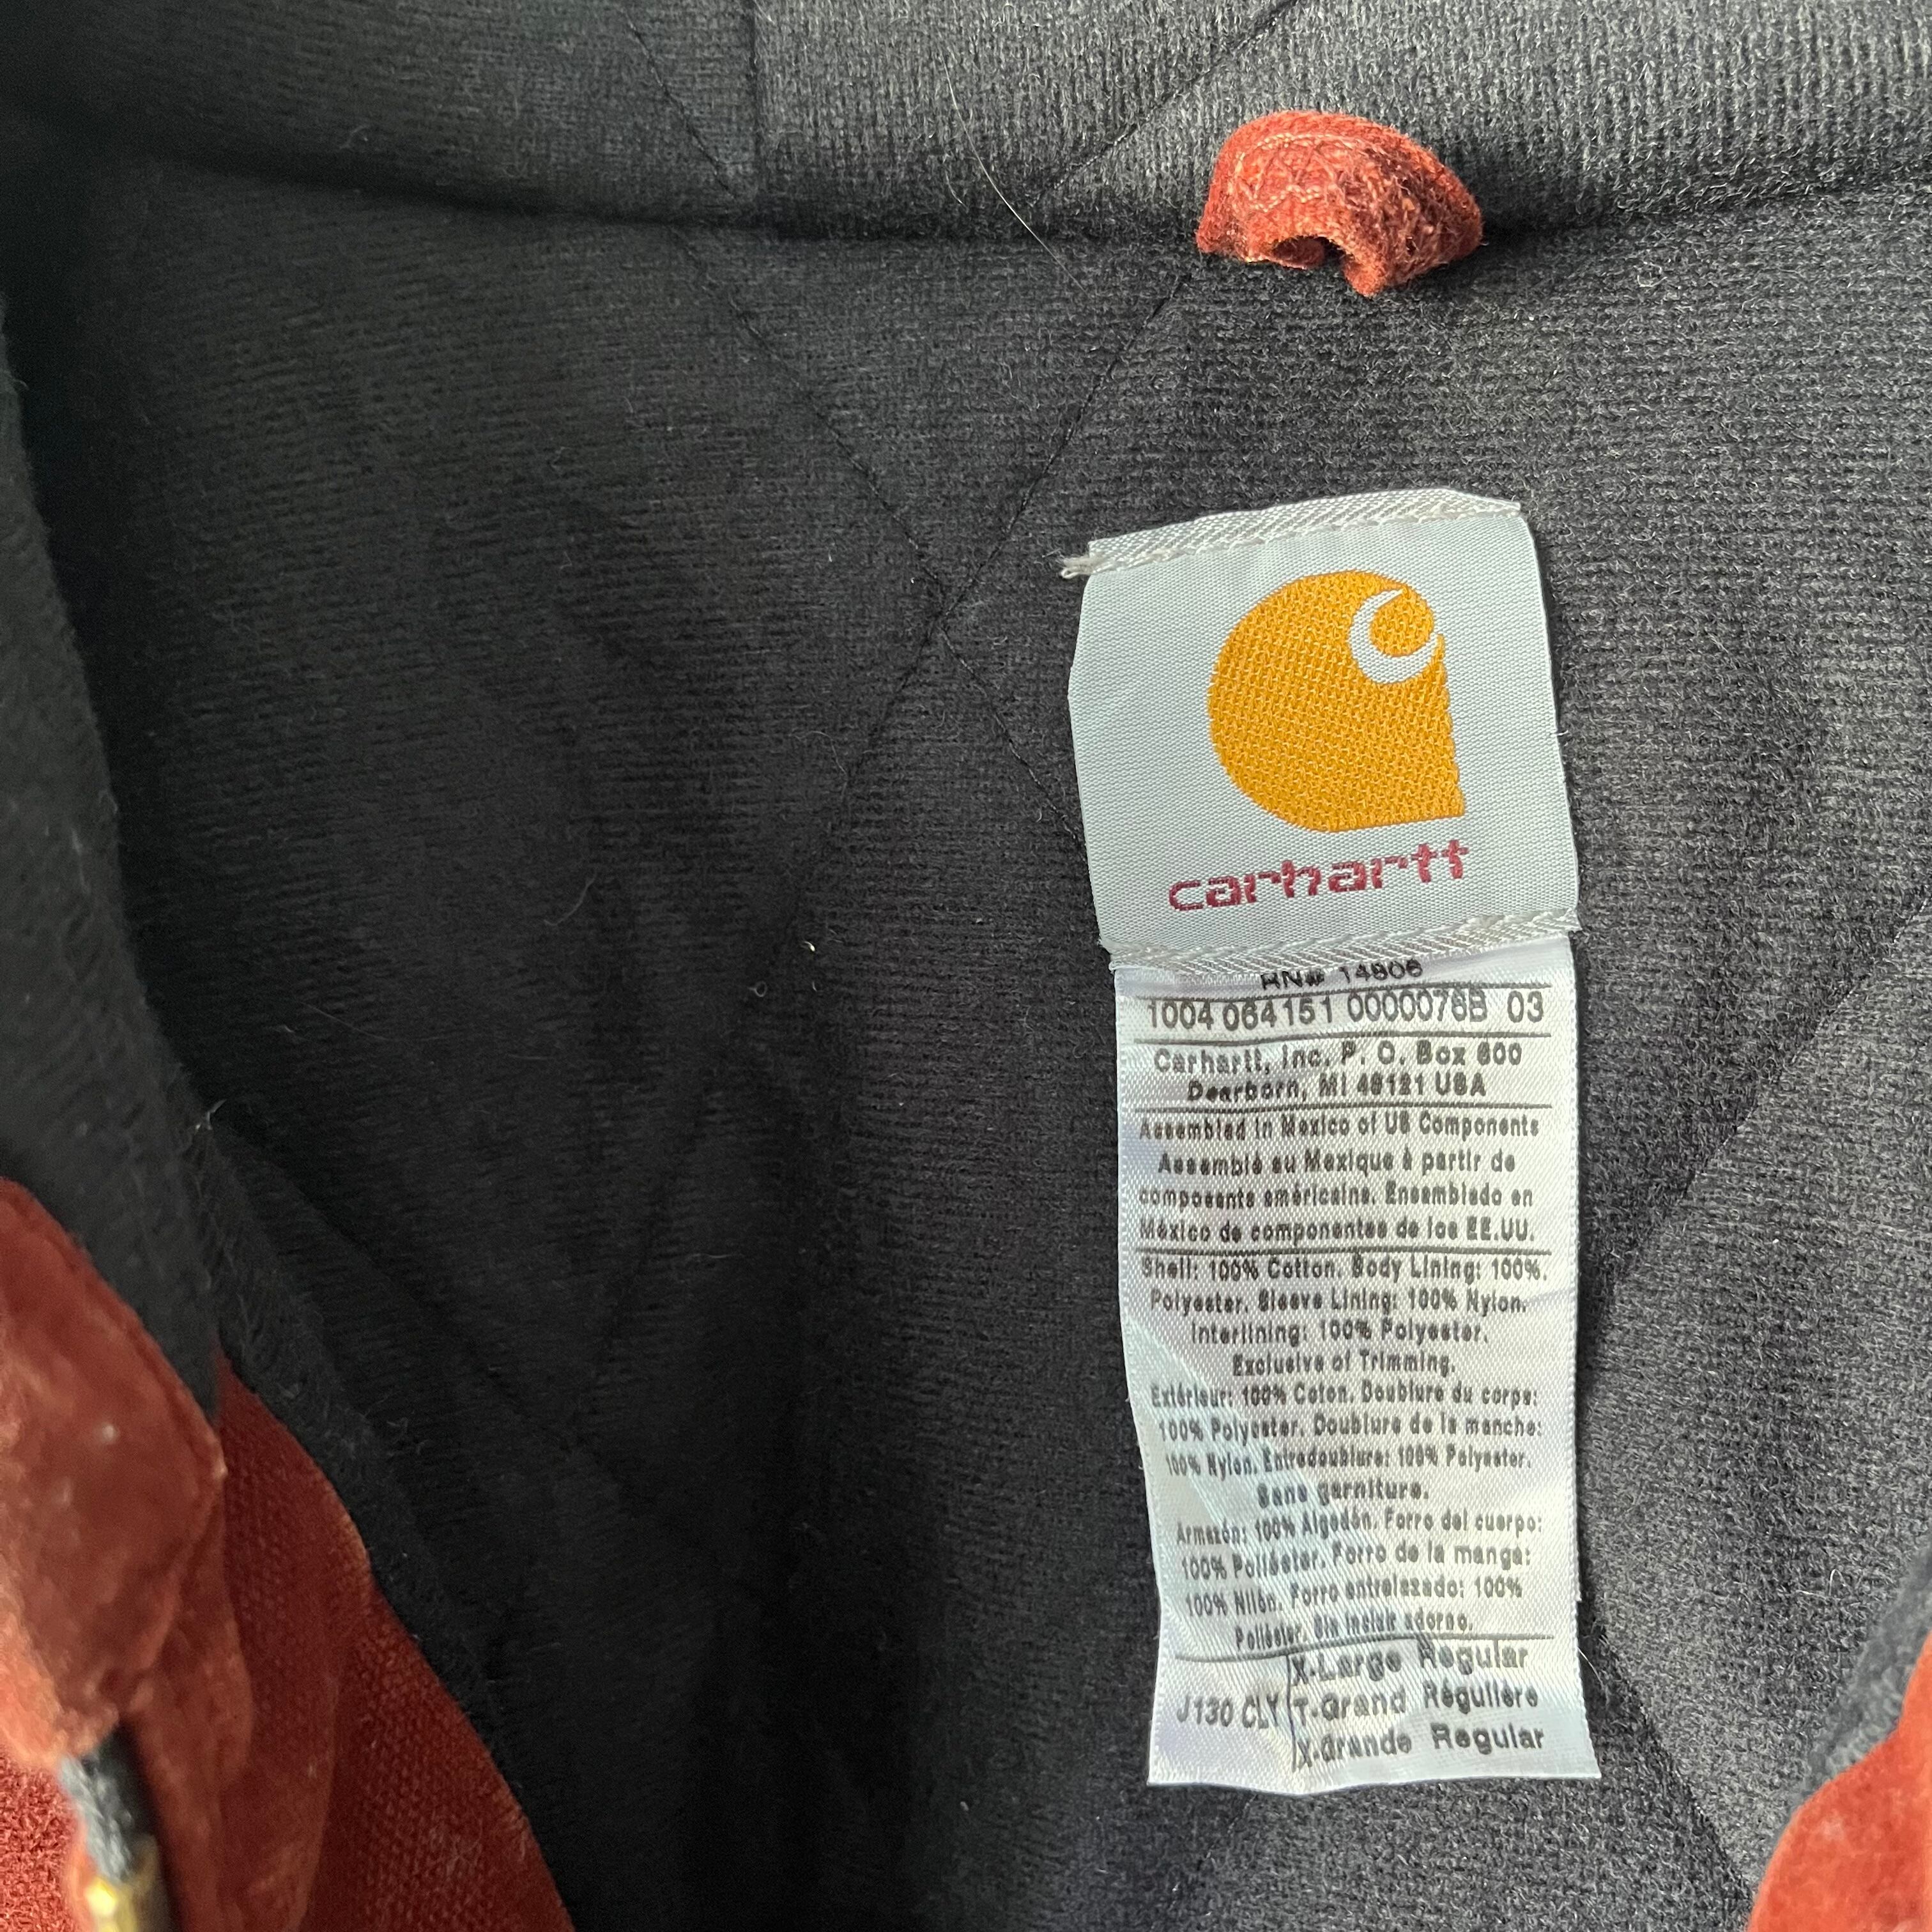 carhartt
RN# 14806
1004 064151 0000076B 03
Carhartt, Inc. P. O. Box 600
Dearborn, MI 48121 USA
Assembled in Mexico of US Components
Assemblé au Mexique à partir de
composants américains. Ensamblado en
México de componentes de los EE.UU.
Shell: 100% Cotton. Body Lining: 100%.
Polyester. Sleeve Lining: 100% Nylon.
Interlining: 100% Polyester.
Exclusive of Trimming.
Extérieur: 100% Coton. Doublure du corps:
100% Polyester. Doublure de la manche:
100% Nylon. Entredoublure: 100% Polyester.
Sans garniture.
Armazón: 100% Algodón. Forro del cuerpo:
100% Poliéster. Forro de la manga:
100% Nilón. Forro entrelazado: 100%
Poliéster. Sin incluir adorno.
X-Large Regular
J130 CLY T-Grand Régulière
X-Grande Regular